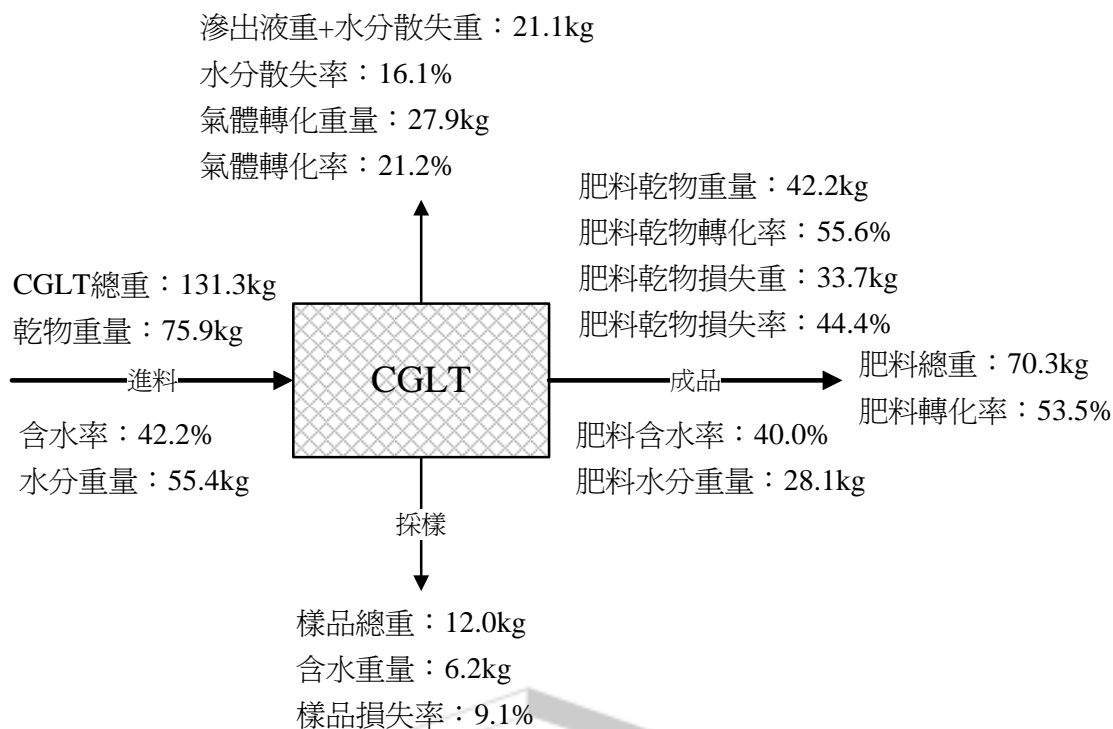 滲出液重+水分散失重：21.1kg
水分散失率：16.1%
氣體轉化重量：27.9kg
氣體轉化率：21.2%
肥料乾物重量：42.2kg
肥料乾物轉化率：55.6%
肥料乾物損失重：33.7kg
肥料乾物損失率：44.4%
CGLT總重：131.3kg
乾物重量：75.9kg
進料
CGLT
成品
肥料總重：70.3kg
肥料轉化率：53.5%
含水率：42.2%
水分重量：55.4kg
肥料含水率：40.0%
肥料水分重量：28.1kg
採樣
樣品總重：12.0kg
含水重量：6.2kg
樣品損失率：9.1%